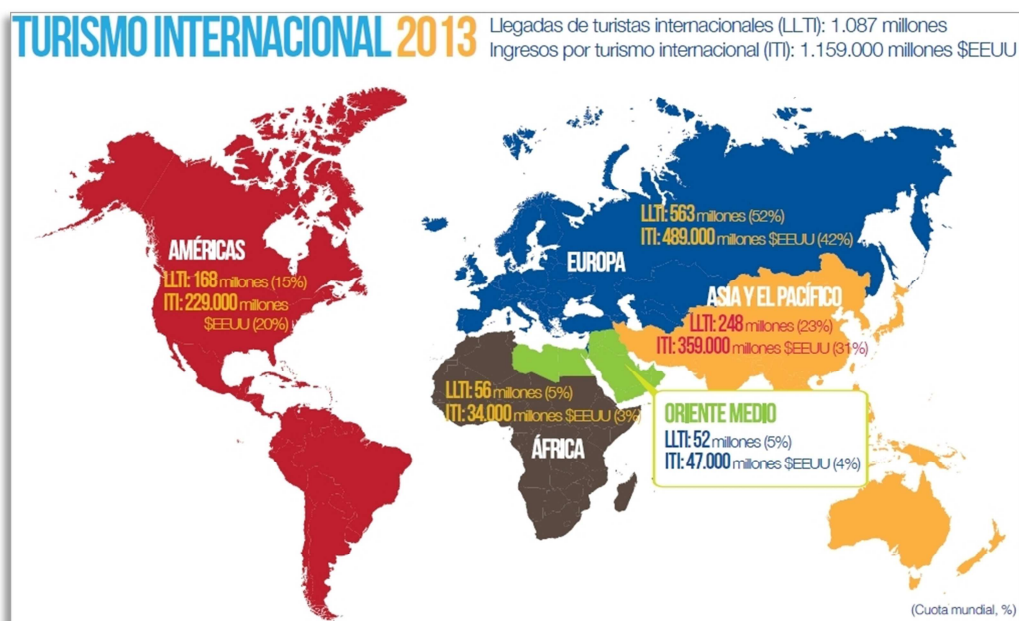 TURISMO INTERNACIONAL 2013
Llegadas de turistas internacionales (LLTI): 1.087 millones
Ingresos por turismo internacional (ITI): 1.159.000 millones $EEUU
AMÉRICAS
LLTI: 168 millones (15%)
ITI: 229.000 millones
$EEUU (20%)
LLTI: 563 millones (52%)
ITI: 489.000 millones $EEUU (42%)
EUROPA
ASIA Y EL PACÍFICO
LLTI: 248 millones (23%)
ITI: 359.000 millones $EEUU (31%)
LLTI: 56 millones (5%)
ITI: 34.000 millones $EEUU (3%)
ÁFRICA
ORIENTE MEDIO
LLTI: 52 millones (5%)
ITI: 47.000 millones $EEUU (4%)
(Cuota mundial, %)